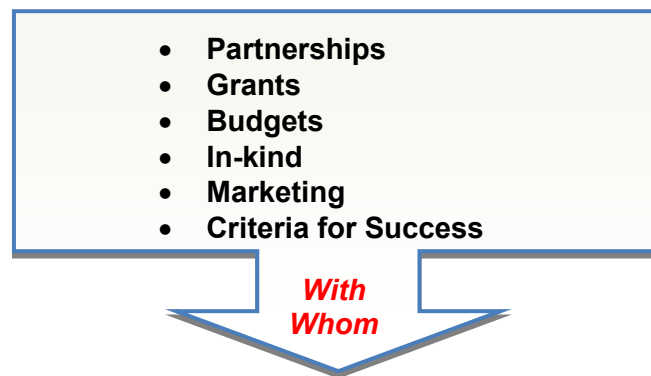 • Partnerships
• Grants
• Budgets
• In-kind
• Marketing
• Criteria for Success
With
Whom